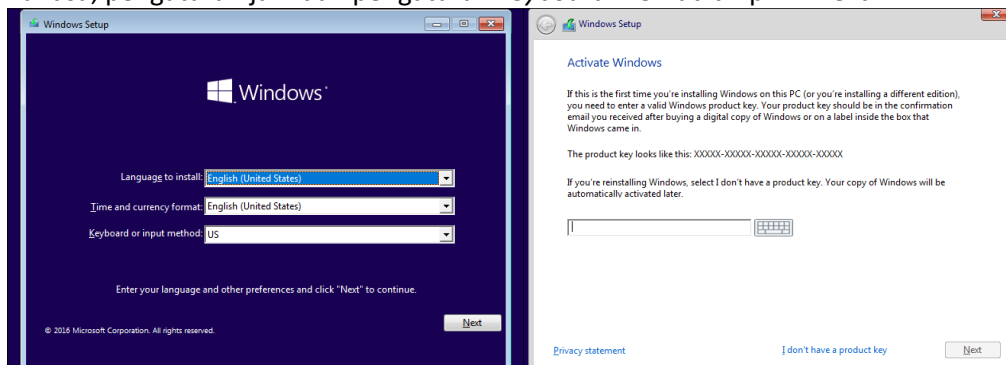 Windows Setup
Windows
Language to install: English (United States)
Time and currency format: English (United States)
Keyboard or input method: US
Enter your language and other preferences and click "Next" to continue.
© 2016 Microsoft Corporation. All rights reserved.
Next
Windows Setup
Activate Windows
If this is the first time you're installing Windows on this PC (or you're installing a different edition),
you need to enter a valid Windows product key. Your product key should be in the confirmation
email you received after buying a digital copy of Windows or on a label inside the box that
Windows came in.
The product key looks like this: XXXXX-XXXXX-XXXXX-XXXXX-XXXXX
If you're reinstalling Windows, select I don't have a product key. Your copy of Windows will be
automatically activated later.
Privacy statement
I don't have a product key
Next